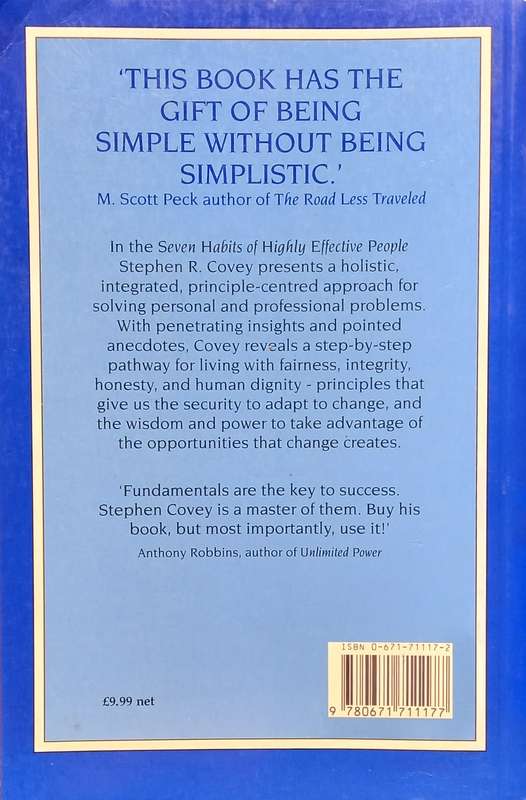 'THIS BOOK HAS THE
GIFT OF BEING
SIMPLE WITHOUT BEING
SIMPLISTIC.'
M. Scott Peck author of The Road Less Traveled
In the Seven Habits of Highly Effective People
Stephen R. Covey presents a holistic,
integrated, principle-centred approach for
solving personal and professional problems.
With penetrating insights and pointed
anecdotes, Covey reveals a step-by-step
pathway for living with fairness, integrity,
honesty, and human dignity - principles that
give us the security to adapt to change, and
the wisdom and power to take advantage of
the opportunities that change creates.
'Fundamentals are the key to success.
Stephen Covey is a master of them. Buy his
book, but most importantly, use it!'
Anthony Robbins, author of Unlimited Power
ISBN 0-671-71117-2
£9.99 net
9 780671 711177